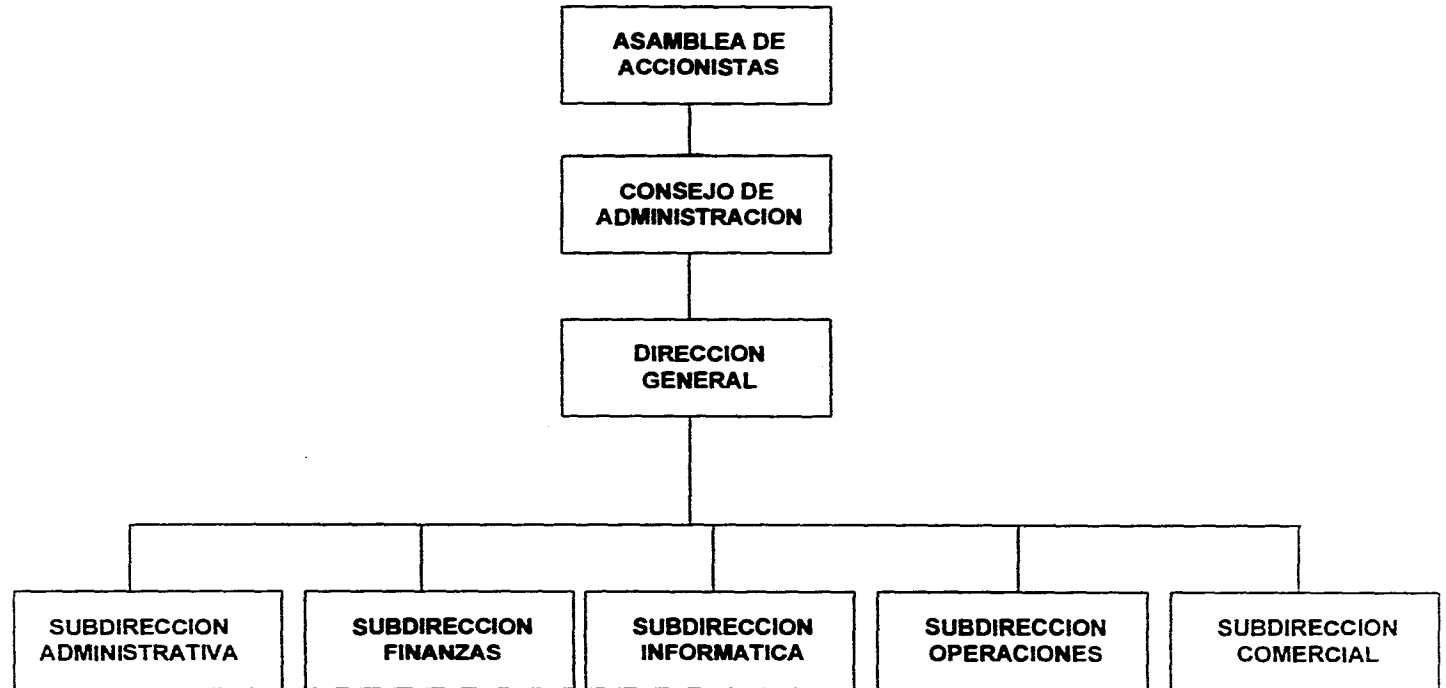 ASAMBLEA DE
ACCIONISTAS
CONSEJO DE
ADMINISTRACION
DIRECCION
GENERAL
SUBDIRECCION
ADMINISTRATIVA
SUBDIRECCION
FINANZAS
SUBDIRECCION
INFORMATICA
SUBDIRECCION
OPERACIONES
SUBDIRECCION
COMERCIAL